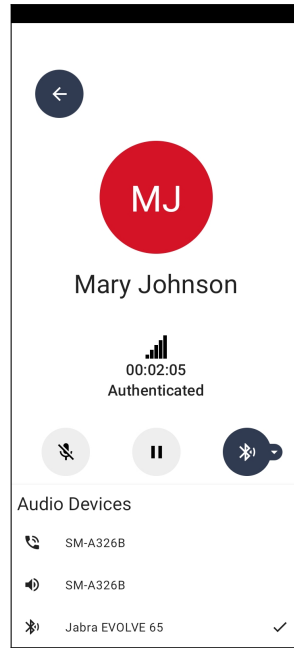 MJ
Mary Johnson
00:02:05
Authenticated
Audio Devices
SM-A326B
SM-A326B
Jabra EVOLVE 65